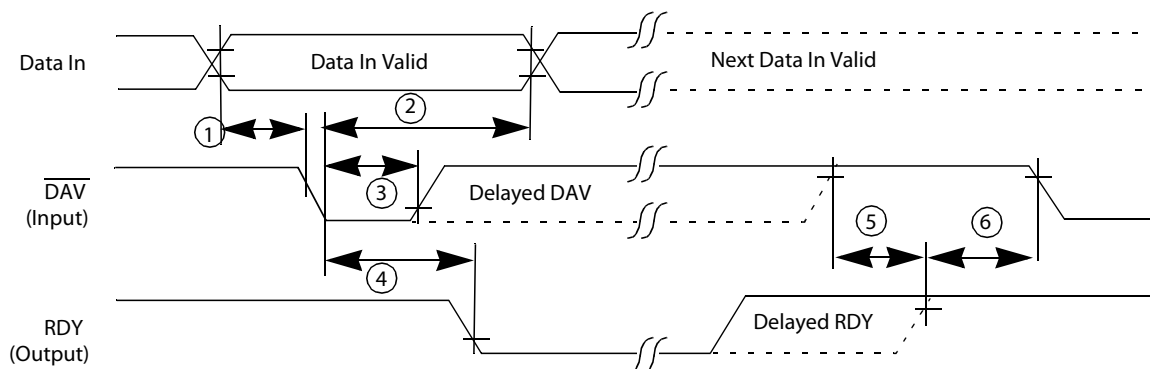 Data In
Data In Valid
Next Data In Valid
1
2
DAV
(Input)
3
Delayed DAV
5
6
4
RDY
(Output)
Delayed RDY